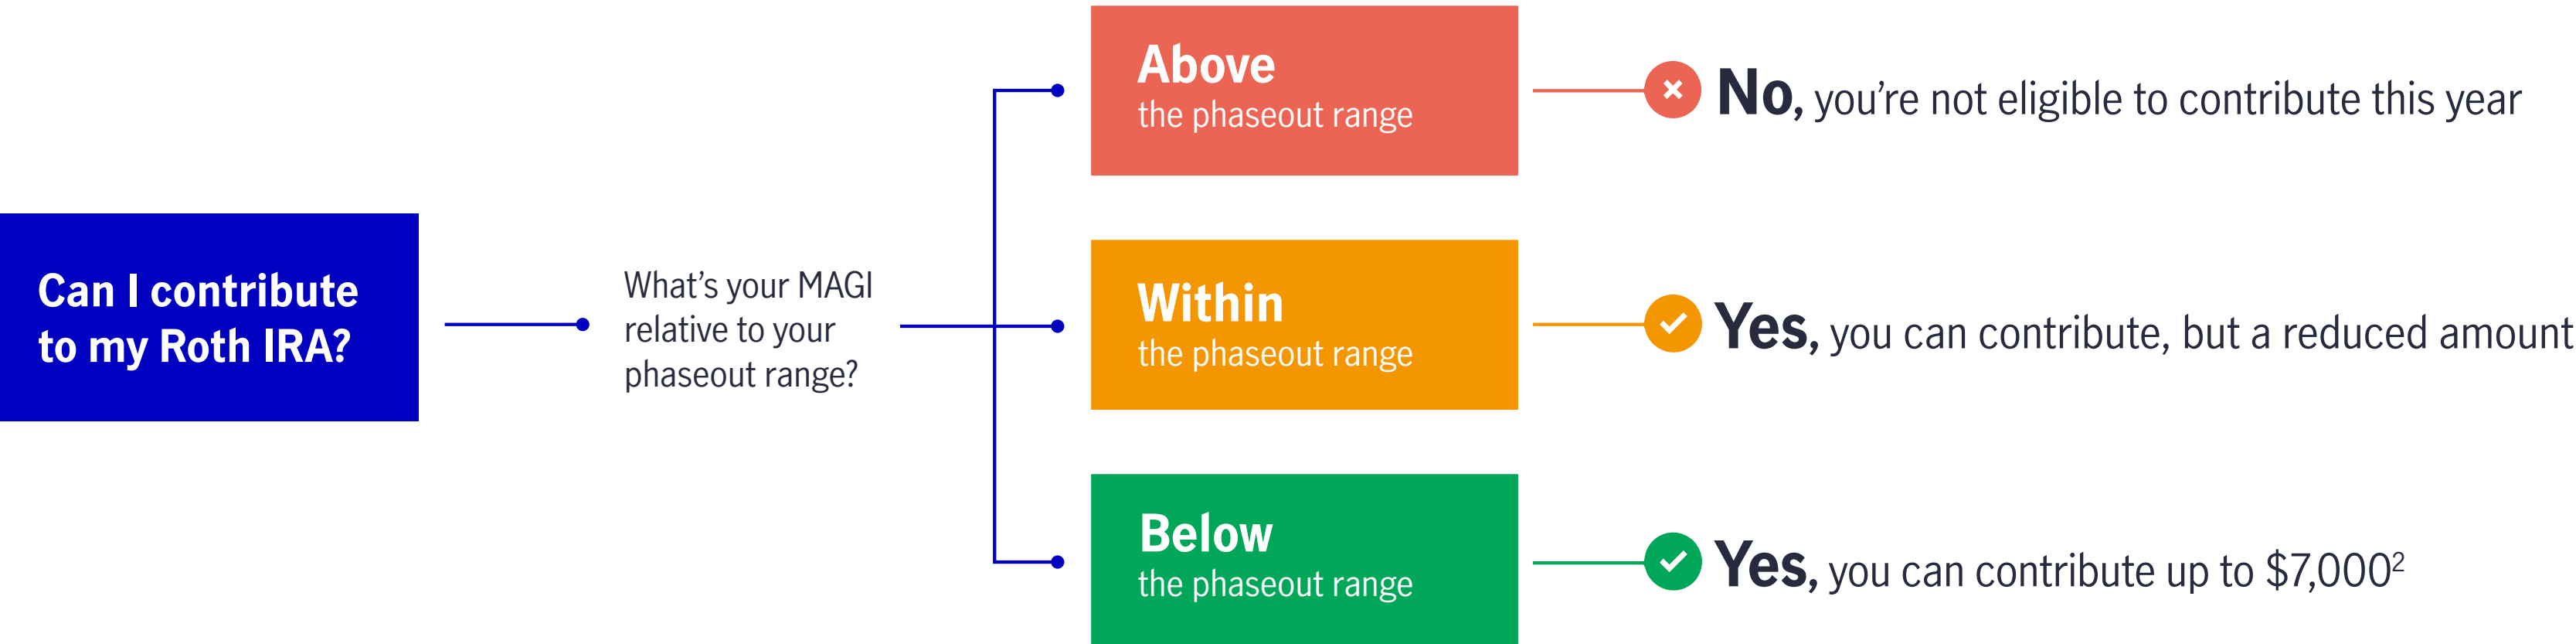 Can I contribute
to my Roth IRA?
What’s your MAGI
relative to your
phaseout range?
Above
the phaseout range
No, you’re not eligible to contribute this year
Within
the phaseout range
Yes, you can contribute, but a reduced amount
Below
the phaseout range
Yes, you can contribute up to $7,000²